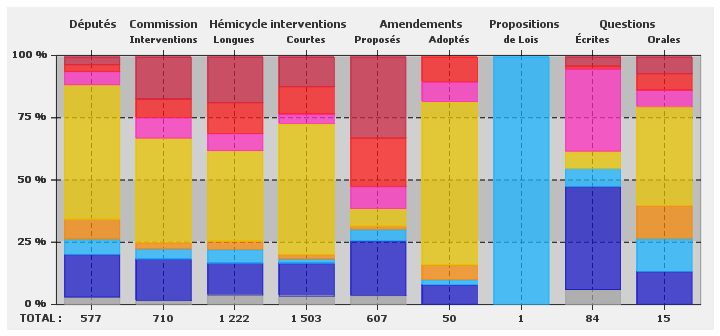 Députés Commission Hémicycle interventions Amendements Propositions Questions
Interventions Longues Courtes Proposés Adoptés de Lois Écrites Orales
100 %
75 %
50 %
25 %
0 %
TOTAL : 577 710 1 222 1 503 607 50 1 84 15